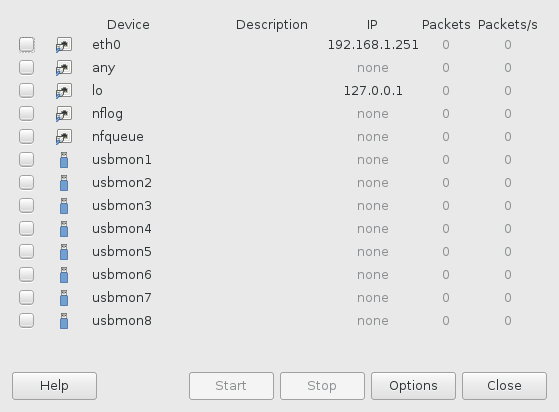 Device Description IP Packets Packets/s
eth0 192.168.1.251 0 0
any none 0 0
lo 127.0.0.1 0 0
nflog none 0 0
nfqueue none 0 0
usbmon1 none 0 0
usbmon2 none 0 0
usbmon3 none 0 0
usbmon4 none 0 0
usbmon5 none 0 0
usbmon6 none 0 0
usbmon7 none 0 0
usbmon8 none 0 0
Help Start Stop Options Close